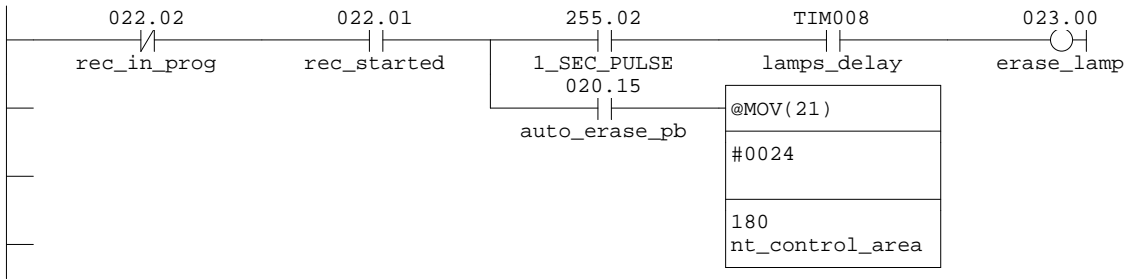 022.02 022.01 255.02 TIM008 023.00
rec_in_prog rec_started 1_SEC_PULSE lamps_delay erase_lamp
020.15
auto_erase_pb
@MOV(21)
#0024
180
nt_control_area